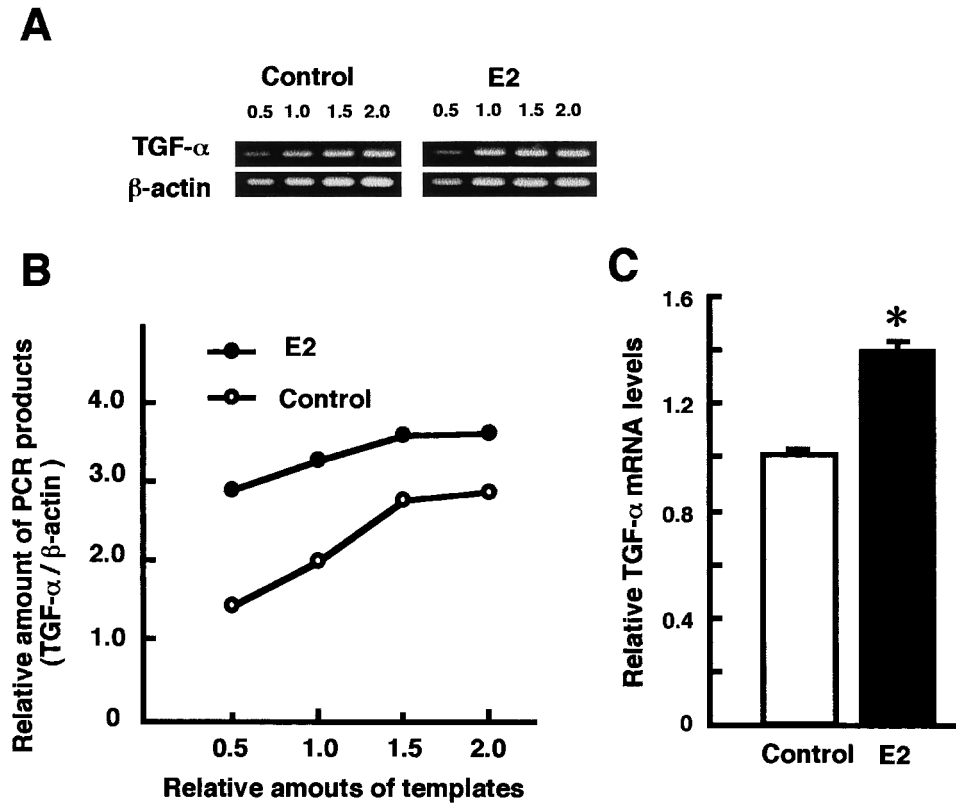 A
Control E2
0.5 1.0 1.5 2.0 0.5 1.0 1.5 2.0
TGF-α
β-actin
B
Relative amount of PCR products
(TGF-α / β-actin )
E2
Control
4.0
3.0
2.0
1.0
0
0.5 1.0 1.5 2.0
Relative amouts of templates
C
Relative TGF-α mRNA levels
1.6
1.2
0.8
0.4
0
*
Control E2